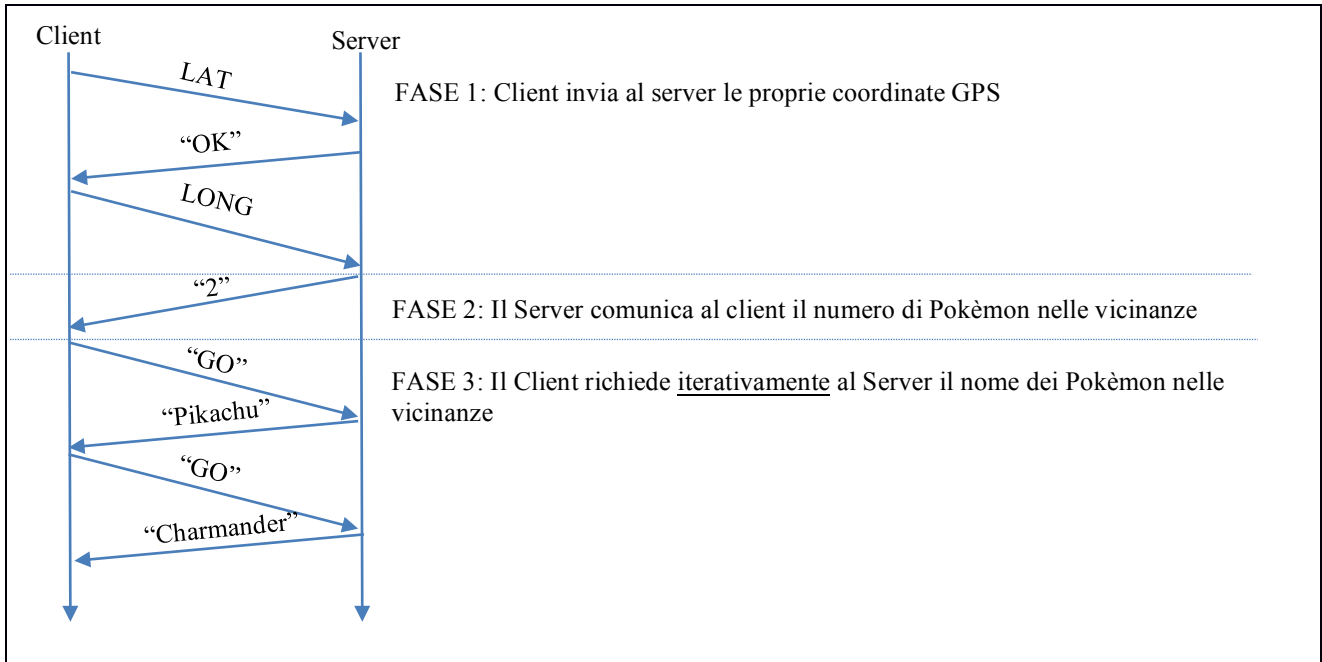 Client
Server
LAT
FASE 1: Client invia al server le proprie coordinate GPS
“OK”
LONG
“2”
FASE 2: Il Server comunica al client il numero di Pokèmon nelle vicinanze
“GO”
FASE 3: Il Client richiede iterativamente al Server il nome dei Pokèmon nelle
vicinanze
“Pikachu”
“GO”
“Charmander”